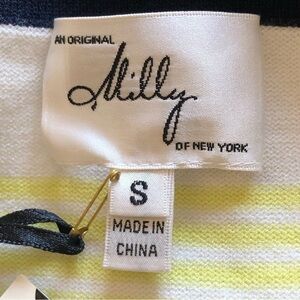 AN ORIGINAL
Milly
OF NEW YORK
S
MADE IN
CHINA